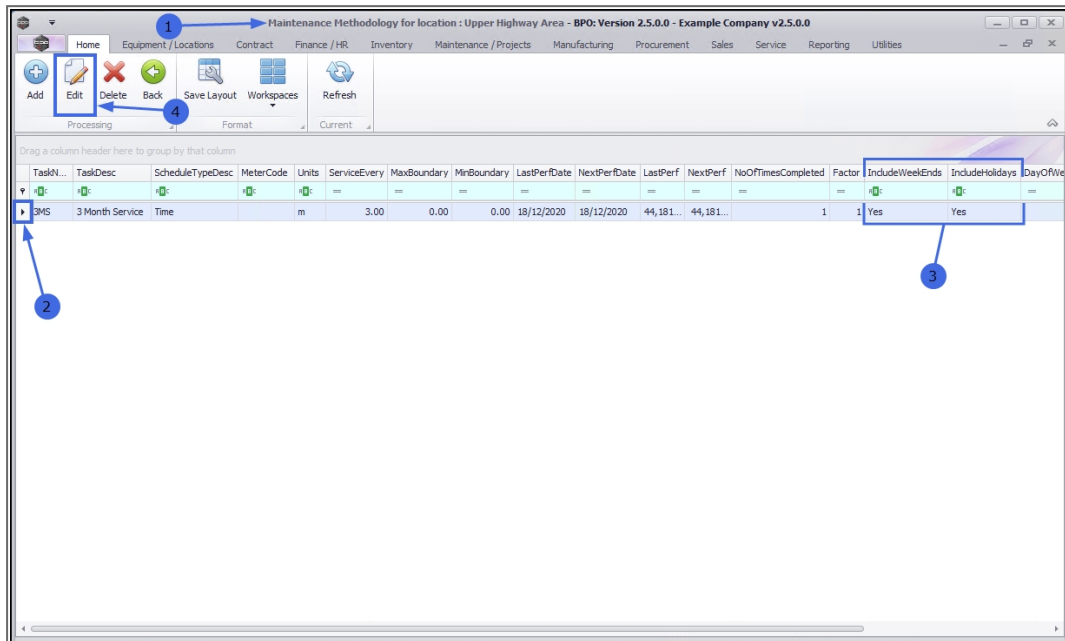 1
Maintenance Methodology for location : Upper Highway Area - BPO: Version 2.5.0.0 - Example Company v2.5.0.0
Home Equipment / Locations Contract Finance / HR Inventory Maintenance / Projects Manufacturing Procurement Sales Service Reporting Utilities
Add Edit Delete Back Save Layout Workspaces Refresh
4
Processing Format Current
Drag a column header here to group by that column
TaskN... TaskDesc ScheduleTypeDesc MeterCode Units ServiceEvery MaxBoundary MinBoundary LastPerfDate NextPerfDate LastPerf NextPerf NoOfTimesCompleted Factor IncludeWeekEnds IncludeHolidays DayOfWe
3MS 3 Month Service Time m 3.00 0.00 0.00 18/12/2020 18/12/2020 44,181... 44,181... 1 1 Yes Yes
3
2